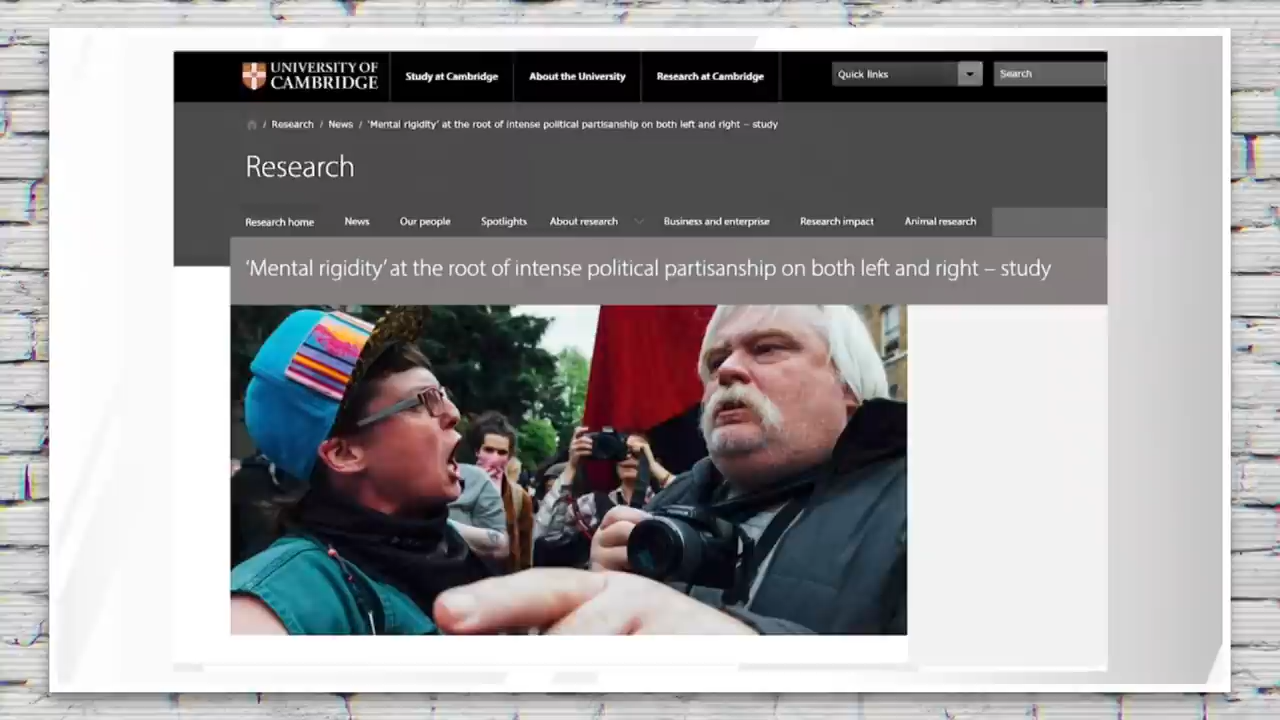 UNIVERSITY OF
CAMBRIDGE
Study at Cambridge
About the University
Research at Cambridge
Quick links
Search
/ Research / News / 'Mental rigidity' at the root of intense political partisanship on both left and right – study
Research
Research home
News
Our people
Spotlights
About research
Business and enterprise
Research impact
Animal research
'Mental rigidity' at the root of intense political partisanship on both left and right – study